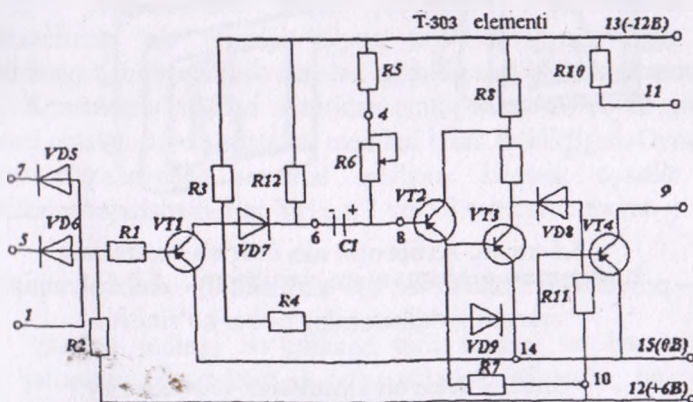 T-303 elementi
13(-12B)
R5
R10
R8
4
11
R6
7
VD5
R3
R12
VT2
9
VD6
R1
VT1
VT3
VD8
VT4
5
VD7
6
C1
8
1
R4
R11
R2
VD9
14
15(0B)
R7
10
12(+6B)